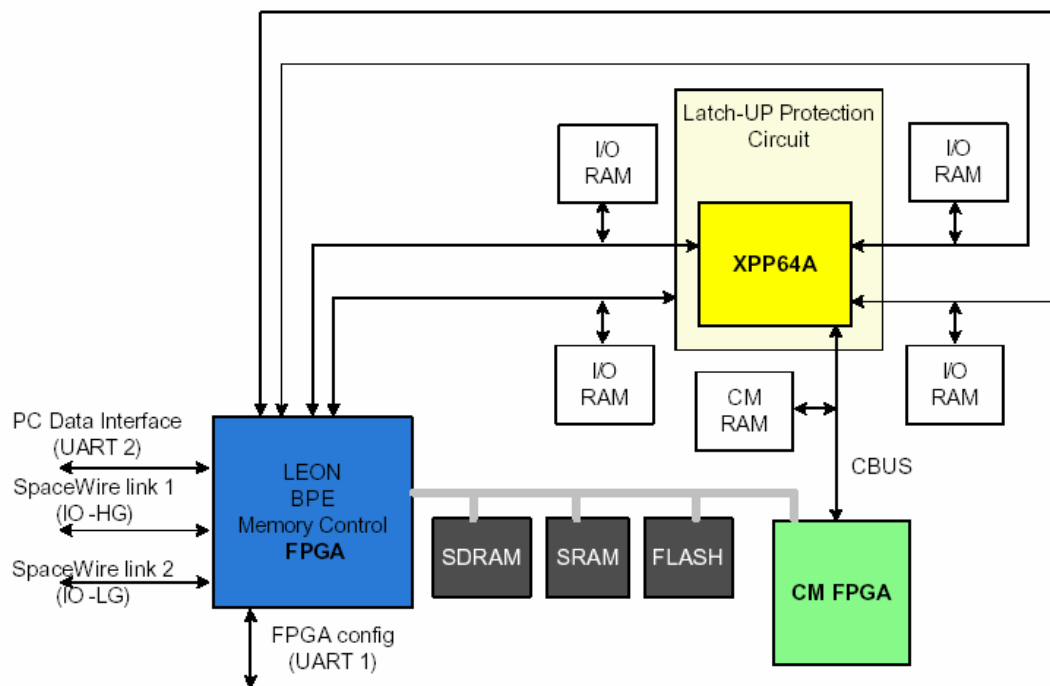 Latch-UP Protection
Circuit
I/O
RAM
I/O
RAM
XPP64A
I/O
RAM
CM
RAM
I/O
RAM
CBUS
PC Data Interface
(UART 2)
SpaceWire link 1
(IO -HG)
SpaceWire link 2
(IO -LG)
LEON
BPE
Memory Control
FPGA
SDRAM
SRAM
FLASH
CM FPGA
FPGA config
(UART 1)